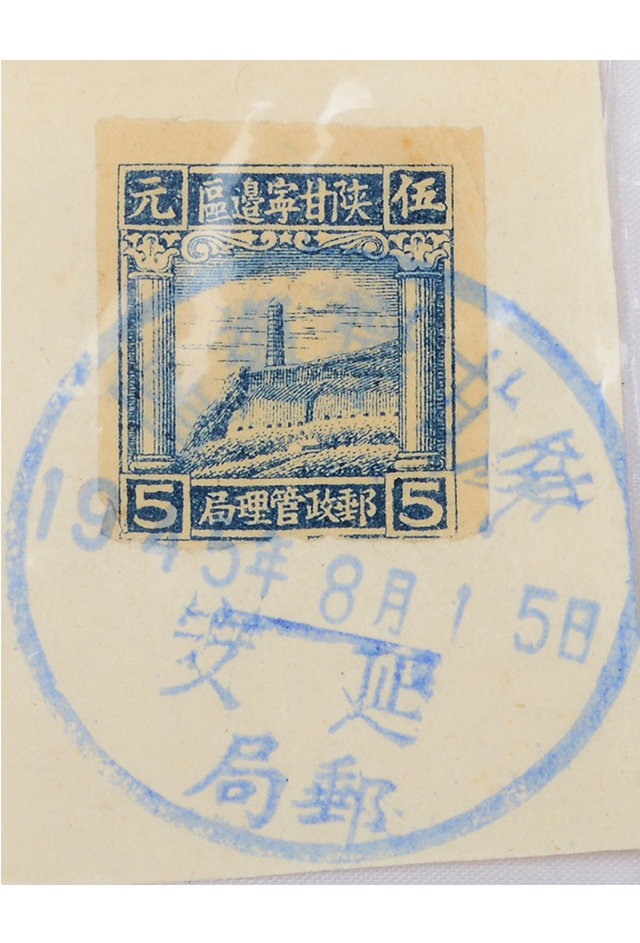 伍 陝甘寧邊區 元
5 郵政管理局 5
1945年8月15日
延安
郵局